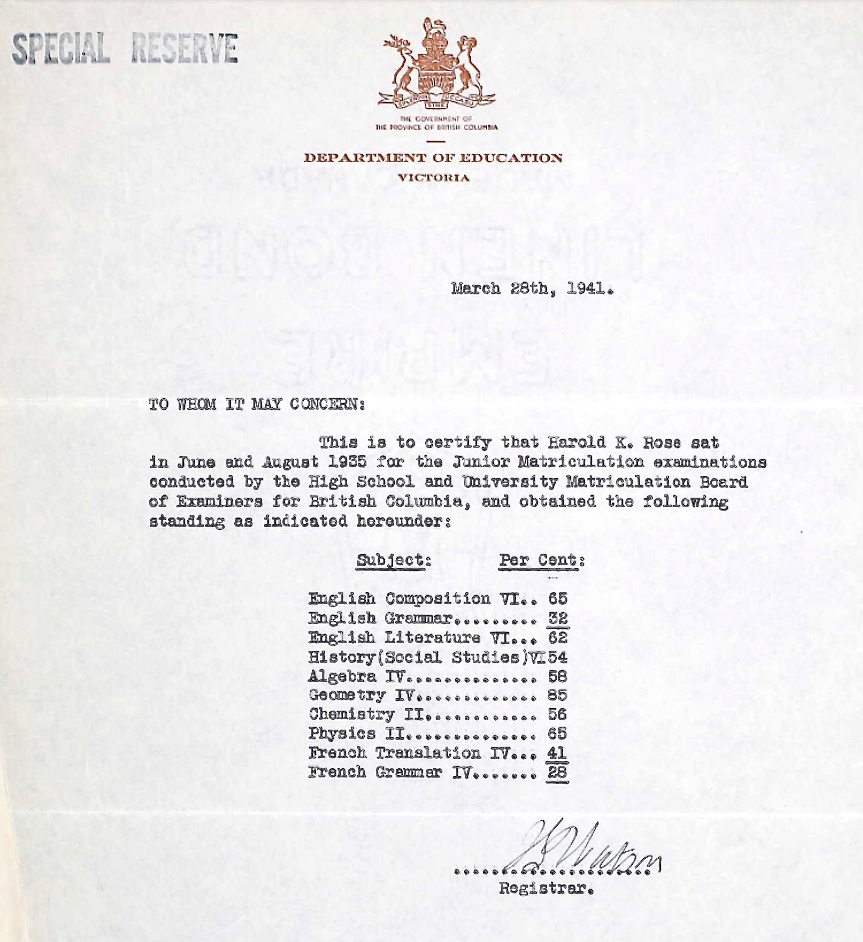 SPECIAL RESERVE
SPLENDOR SINE OCCASU
THE GOVERNMENT OF
THE PROVINCE OF BRITISH COLUMBIA
DEPARTMENT OF EDUCATION
VICTORIA
March 28th, 1941.
TO WHOM IT MAY CONCERN:
This is to certify that Harold K. Rose sat
in June and August 1935 for the Junior Matriculation examinations
conducted by the High School and University Matriculation Board
of Examiners for British Columbia, and obtained the following
standing as indicated hereunder:
Subject: Per Cent:
English Composition VI.. 65
English Grammar......... 32
English Literature VI... 62
History(Social Studies)VI54
Algebra IV.............. 58
Geometry IV............. 85
Chemistry II............ 56
Physics II.............. 65
French Translation IV... 41
French Grammar IV....... 28
Watson
Registrar.